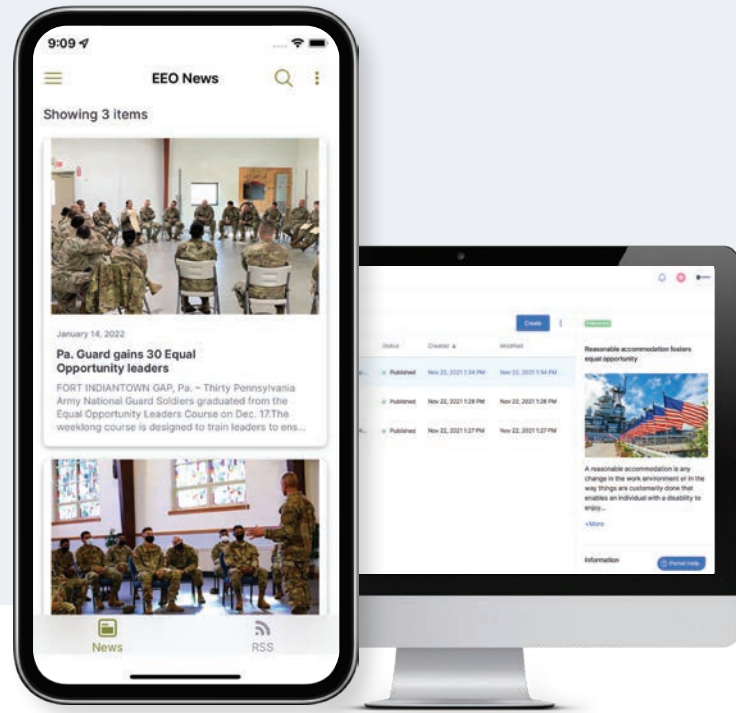 9:09
EEO News
Showing 3 items
January 14, 2022
Pa. Guard gains 30 Equal
Opportunity leaders
FORT INDIANTOWN GAP, Pa. – Thirty Pennsylvania
Army National Guard Soldiers graduated from the
Equal Opportunity Leaders Course on Dec. 17.The
weeklong course is designed to train leaders to ens...
News
RSS
Create
Status Created Modified
Published Nov 22, 2021 1:34 PM Nov 22, 2021 1:34 PM
Published Nov 22, 2021 1:28 PM Nov 22, 2021 1:28 PM
Published Nov 22, 2021 1:27 PM Nov 22, 2021 1:27 PM
Reasonable accommodation fosters
equal opportunity
A reasonable accommodation is any
change in the work environment or in the
way things are customarily done that
enables an individual with a disability to
enjoy...
+More
Information
Portal Help